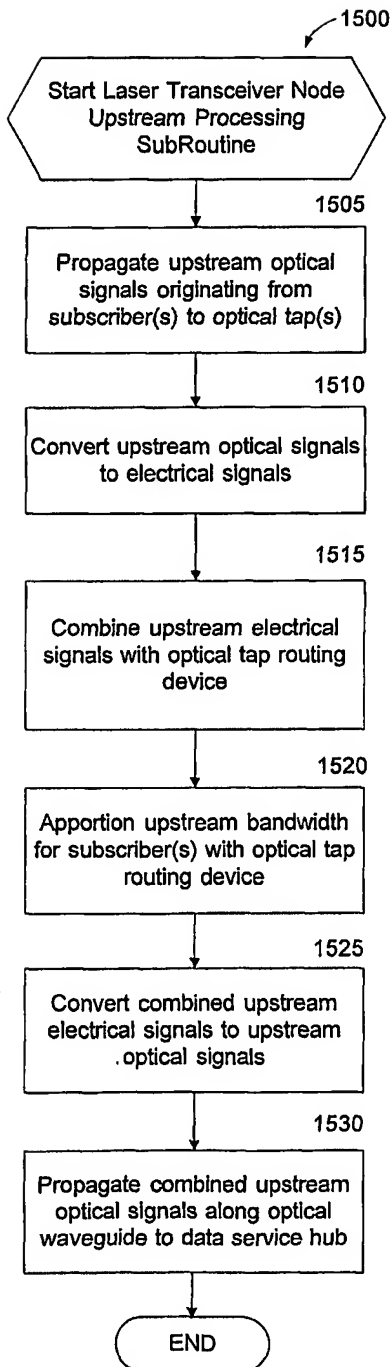 1500
Start Laser Transceiver Node
Upstream Processing
SubRoutine
1505
Propagate upstream optical
signals originating from
subscriber(s) to optical tap(s)
1510
Convert upstream optical signals
to electrical signals
1515
Combine upstream electrical
signals with optical tap routing
device
1520
Apportion upstream bandwidth
for subscriber(s) with optical tap
routing device
1525
Convert combined upstream
electrical signals to upstream
optical signals
1530
Propagate combined upstream
optical signals along optical
waveguide to data service hub
END